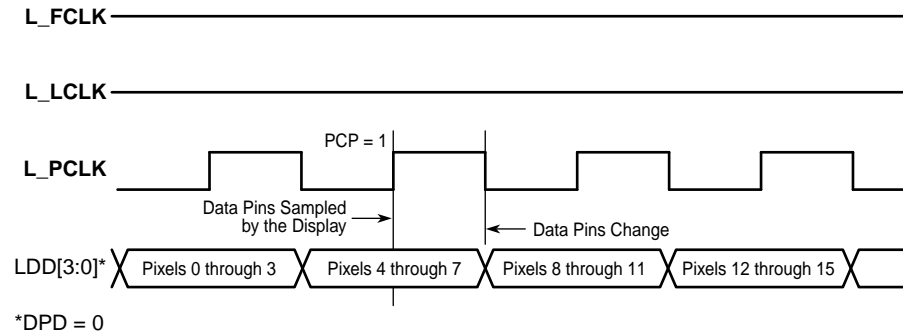 L_FCLK
L_LCLK
PCP = 1
L_PCLK
Data Pins Sampled
by the Display
Data Pins Change
LDD[3:0]*
Pixels 0 through 3
Pixels 4 through 7
Pixels 8 through 11
Pixels 12 through 15
*DPD = 0